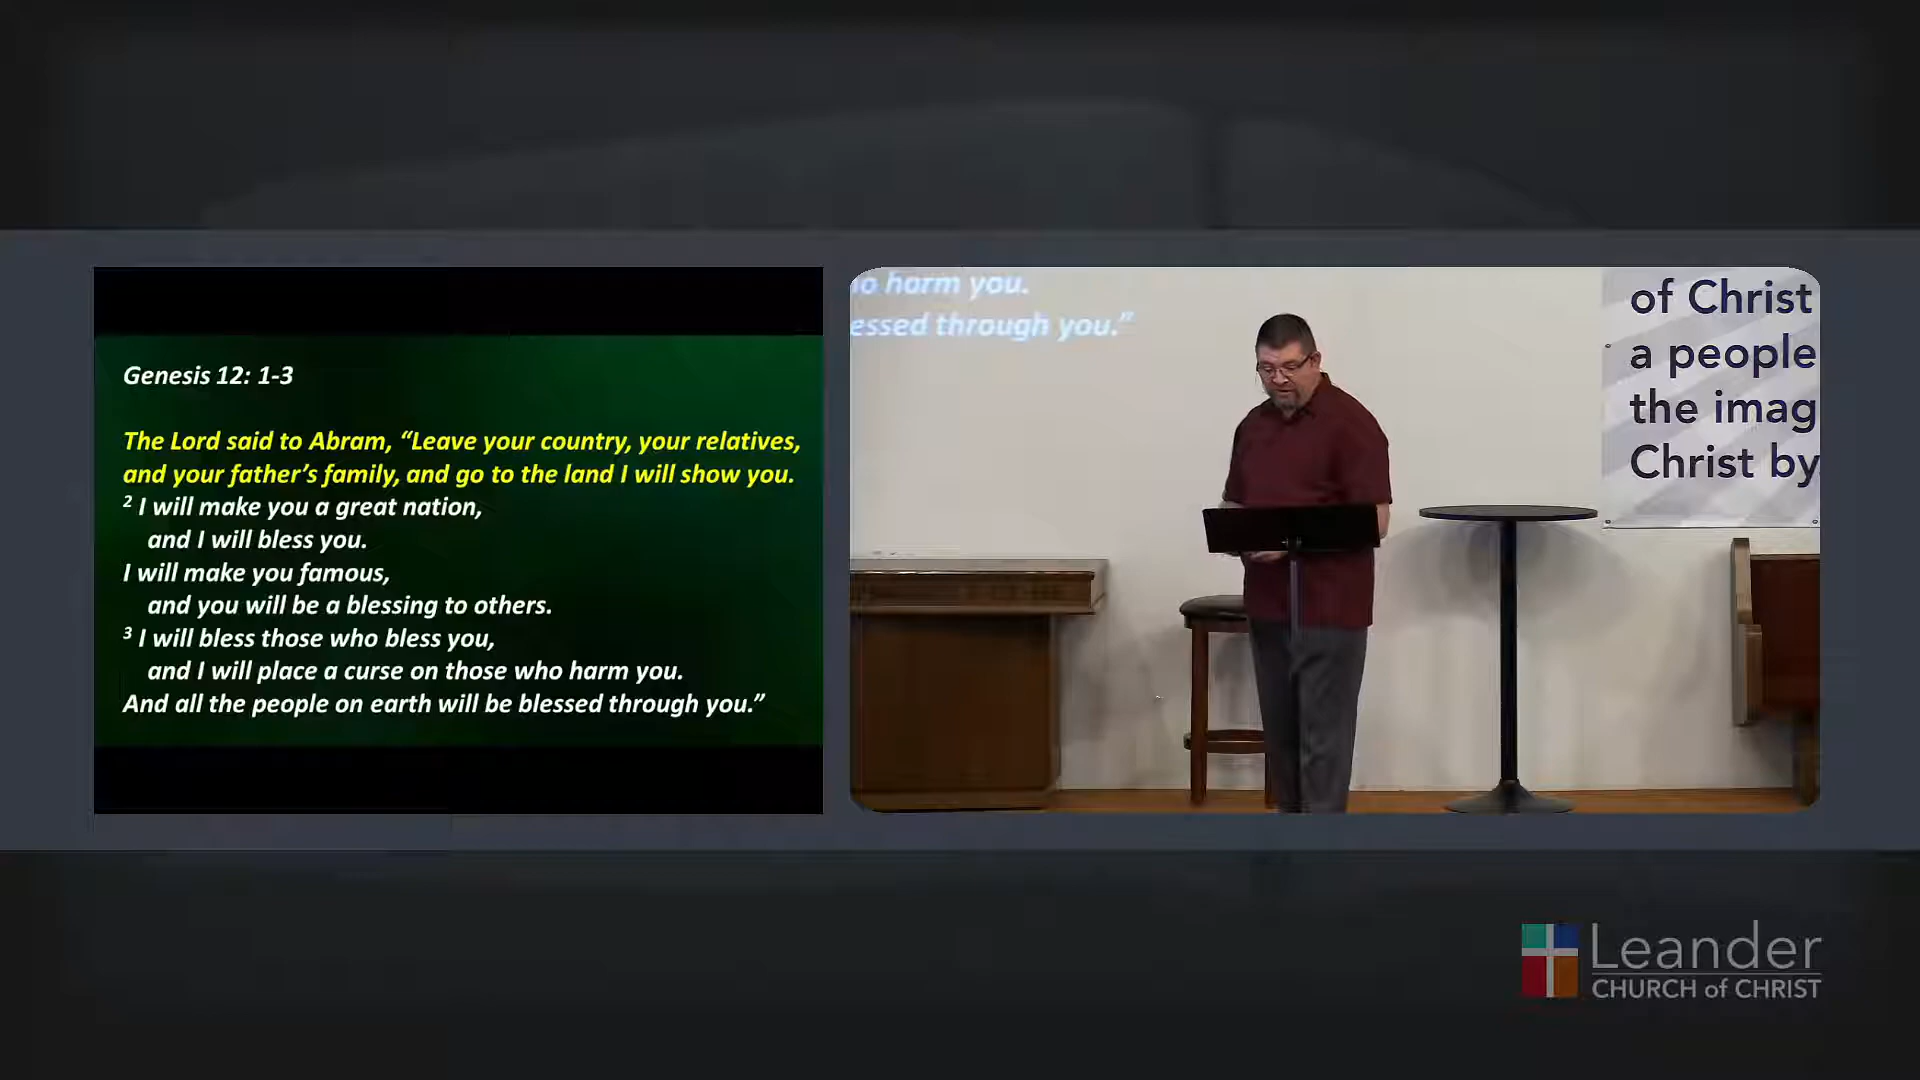 Genesis 12: 1-3
The Lord said to Abram, “Leave your country, your relatives,
and your father’s family, and go to the land I will show you.
2 I will make you a great nation,
and I will bless you.
I will make you famous,
and you will be a blessing to others.
3 I will bless those who bless you,
and I will place a curse on those who harm you.
And all the people on earth will be blessed through you.”
harm you.
through you.”
of Christ
a people
the
Christ by
Leander
CHURCH of CHRIST